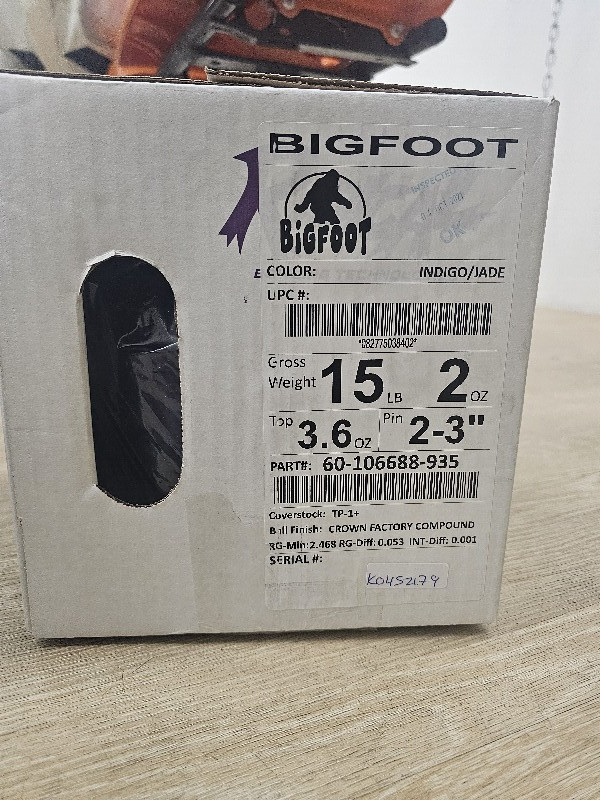 BIGFOOT
INSPECTED
OK
BiGFOOT
COLOR: INDIGO/JADE
UPC #:
*082775038402*
Gross Weight 15 LB 2 OZ
Top 3.6 OZ Pin 2-3"
PART#: 60-106688-935
Coverstock: TP-1+
Ball Finish: CROWN FACTORY COMPOUND
RG-Min: 2.468 RG-Diff: 0.053 INT-Diff: 0.001
SERIAL #:
K04S2179